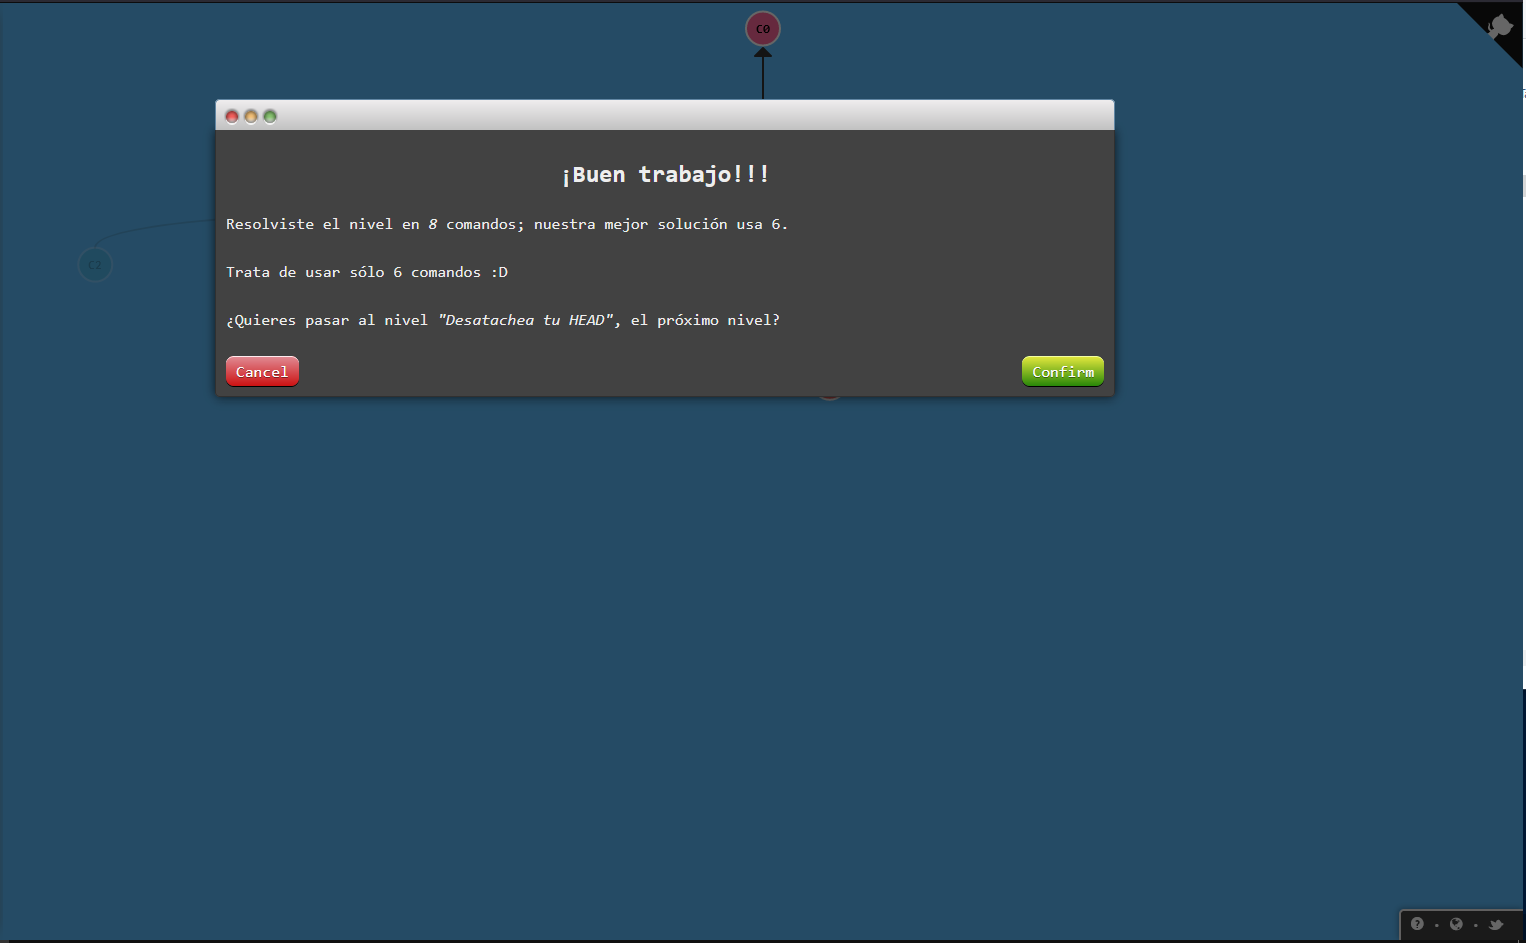 C0
¡Buen trabajo!!!
Resolviste el nivel en 8 comandos; nuestra mejor solución usa 6.
C2
Trata de usar sólo 6 comandos :D
¿Quieres pasar al nivel "Desatachea tu HEAD", el próximo nivel?
Cancel
Confirm